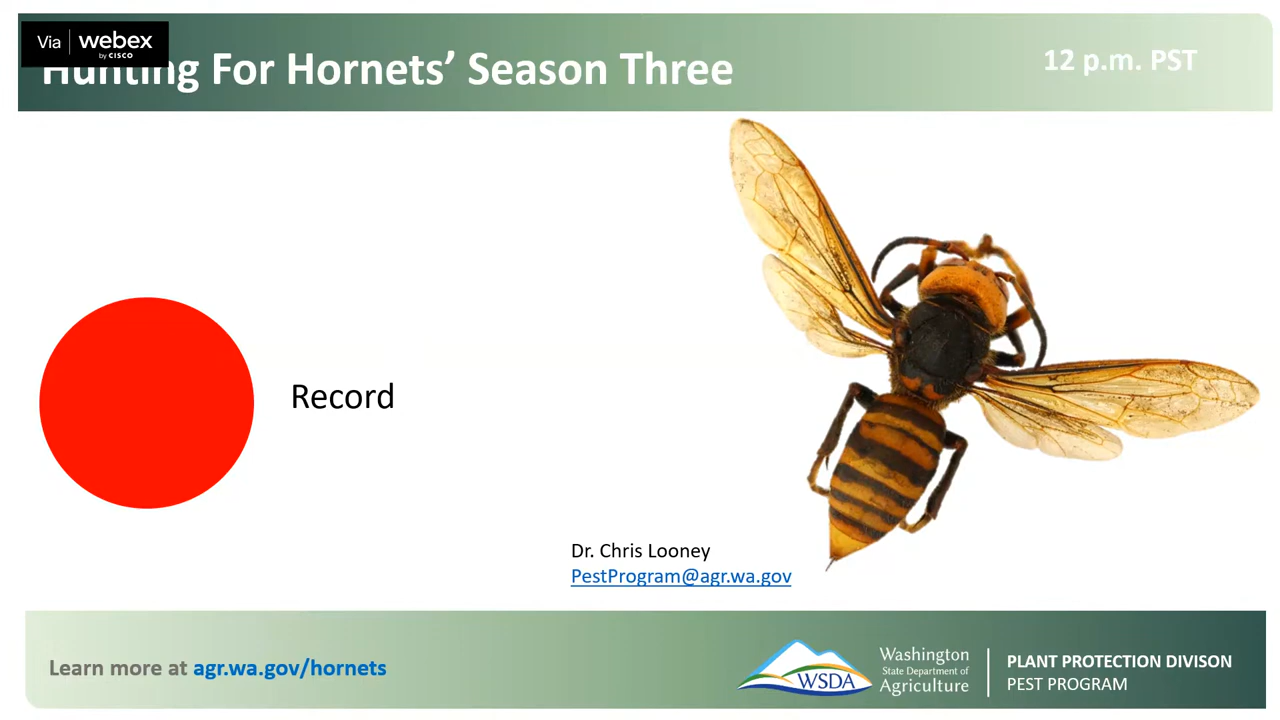 Via webex
by CISCO
Hunting For Hornets’ Season Three
12 p.m. PST
Record
Dr. Chris Looney
PestProgram@agr.wa.gov
Learn more at agr.wa.gov/hornets
WSDA
Washington
State Department of
Agriculture
PLANT PROTECTION DIVISON
PEST PROGRAM